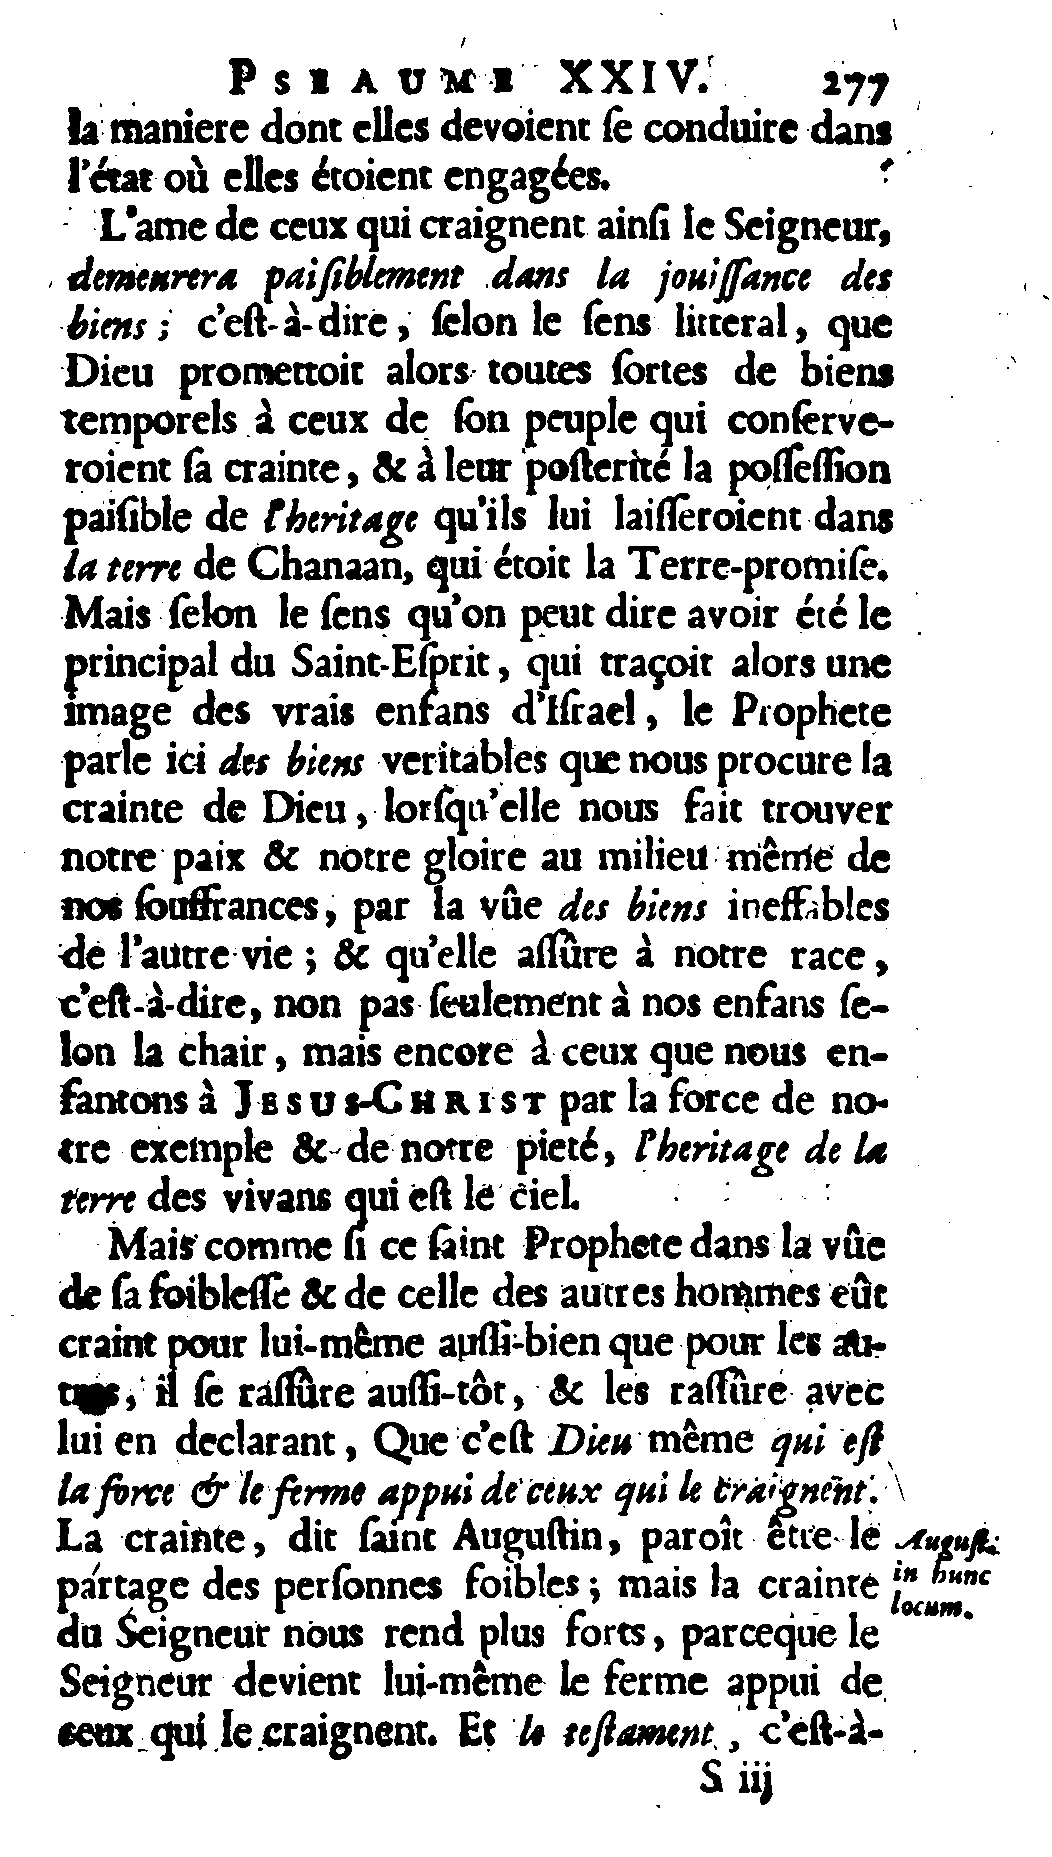 PSEAUME XXIV. 277
la maniere dont elles devoient ſe conduire dans
l'état où elles étoient engagées.
L'ame de ceux qui craignent ainſi le Seigneur,
demeurera paiſiblement dans la jouiſſance des
biens ; c'eſt-à-dire, ſelon le ſens litteral, que
Dieu promettoit alors toutes ſortes de biens
temporels à ceux de ſon peuple qui conſerve-
roient ſa crainte, & à leur poſterité la poſſeſſion
paiſible de l'heritage qu'ils lui laiſſeroient dans
la terre de Chanaan, qui étoit la Terre-promiſe.
Mais ſelon le ſens qu'on peut dire avoir été le
principal du Saint-Eſprit, qui traçoit alors une
image des vrais enfans d'Iſrael, le Prophete
parle ici des biens veritables que nous procure la
crainte de Dieu, lorſqu'elle nous fait trouver
notre paix & notre gloire au milieu même de
nos ſouffrances, par la vûe des biens ineffables
de l'autre vie ; & qu'elle aſſûre à notre race,
c'eſt-à-dire, non pas ſeulement à nos enfans ſe-
lon la chair, mais encore à ceux que nous en-
fantons à JESUS-CHRIST par la force de no-
tre exemple & de notre pieté, l'heritage de la
terre des vivans qui eſt le ciel.
Mais comme ſi ce ſaint Prophete dans la vûe
de ſa foibleſſe & de celle des autres hommes eût
craint pour lui-même auſſi-bien que pour les au-
tres, il ſe raſſûre auſſi-tôt, & les raſſûre avec
lui en declarant, Que c'eſt Dieu même qui eſt
la force & le ferme appui de ceux qui le craignent.
La crainte, dit ſaint Auguſtin, paroît être le
partage des perſonnes foibles ; mais la crainte
du Seigneur nous rend plus forts, parceque le
Seigneur devient lui-même le ferme appui de
ceux qui le craignent. Et le teſtament, c'eſt-à-
Auguſt.
in hunc
locum.
S iij